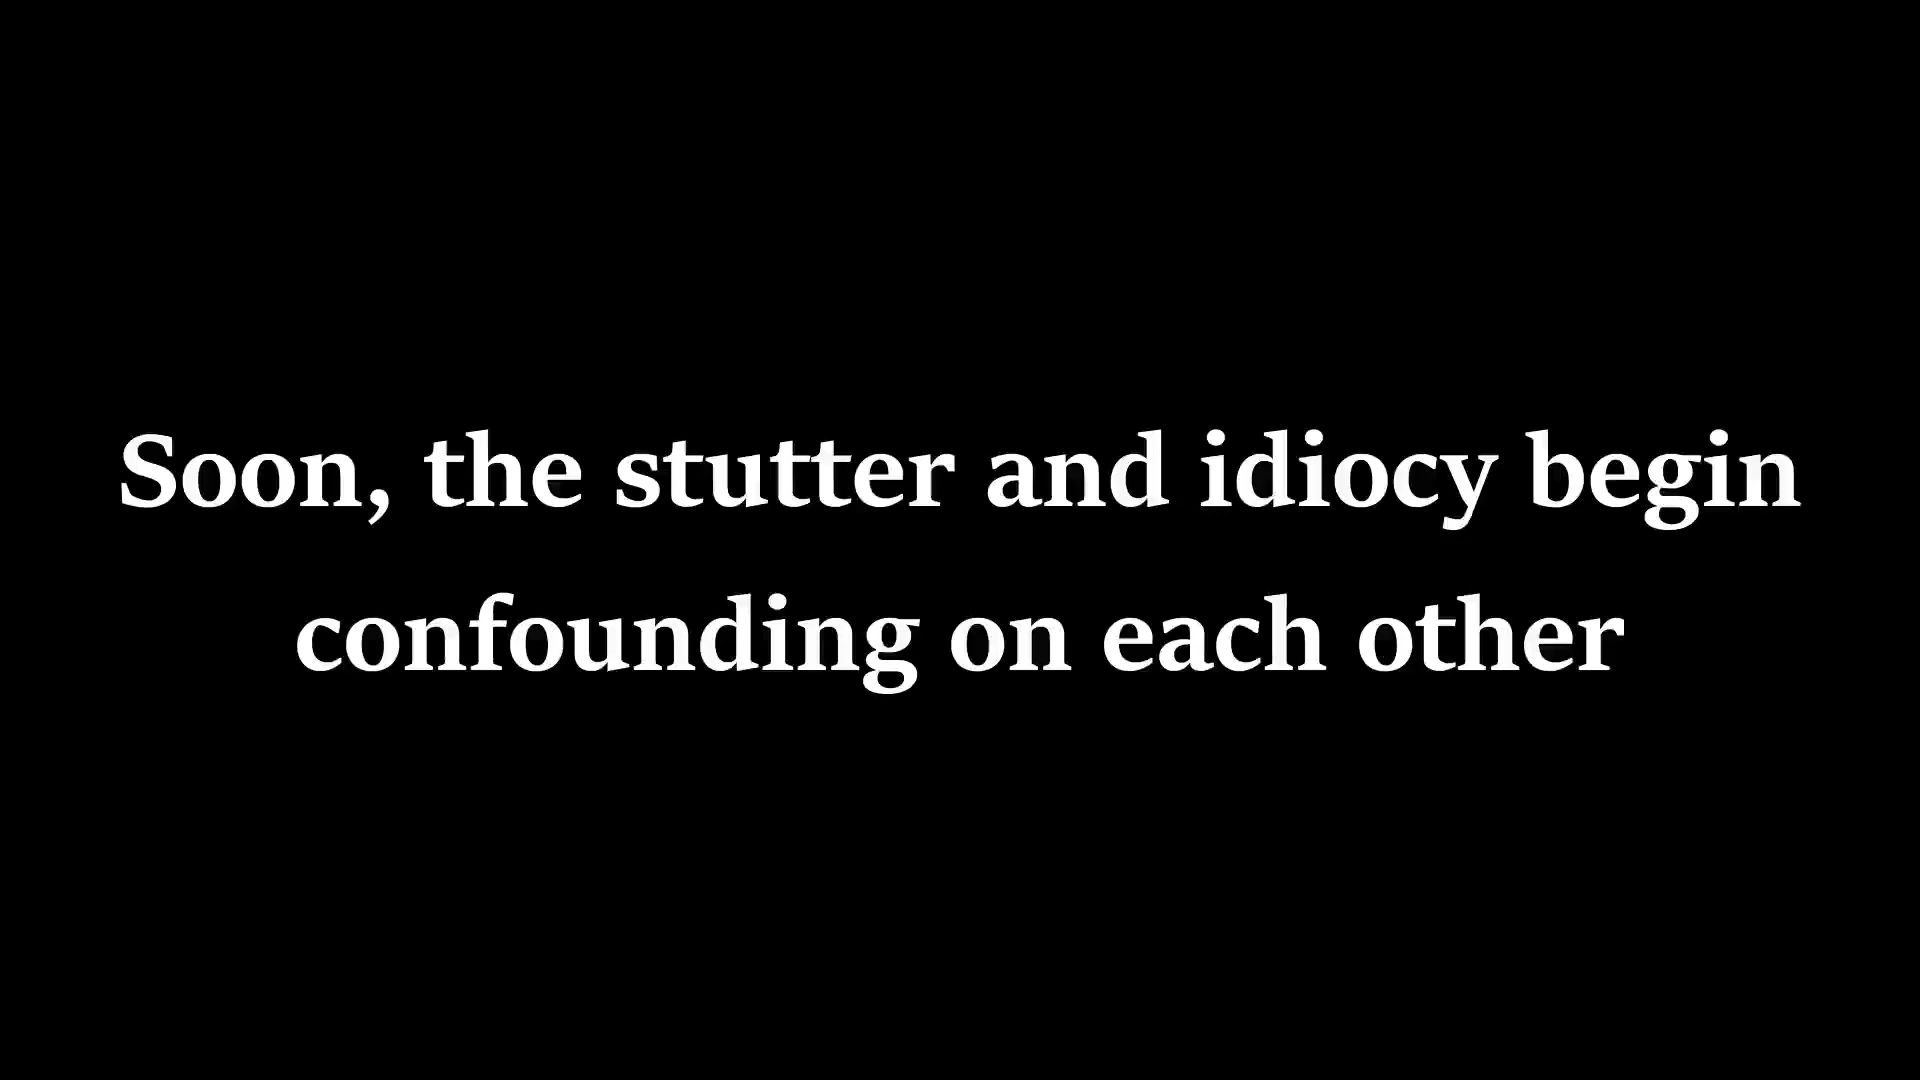 Soon, the stutter and idiocy begin
confounding on each other